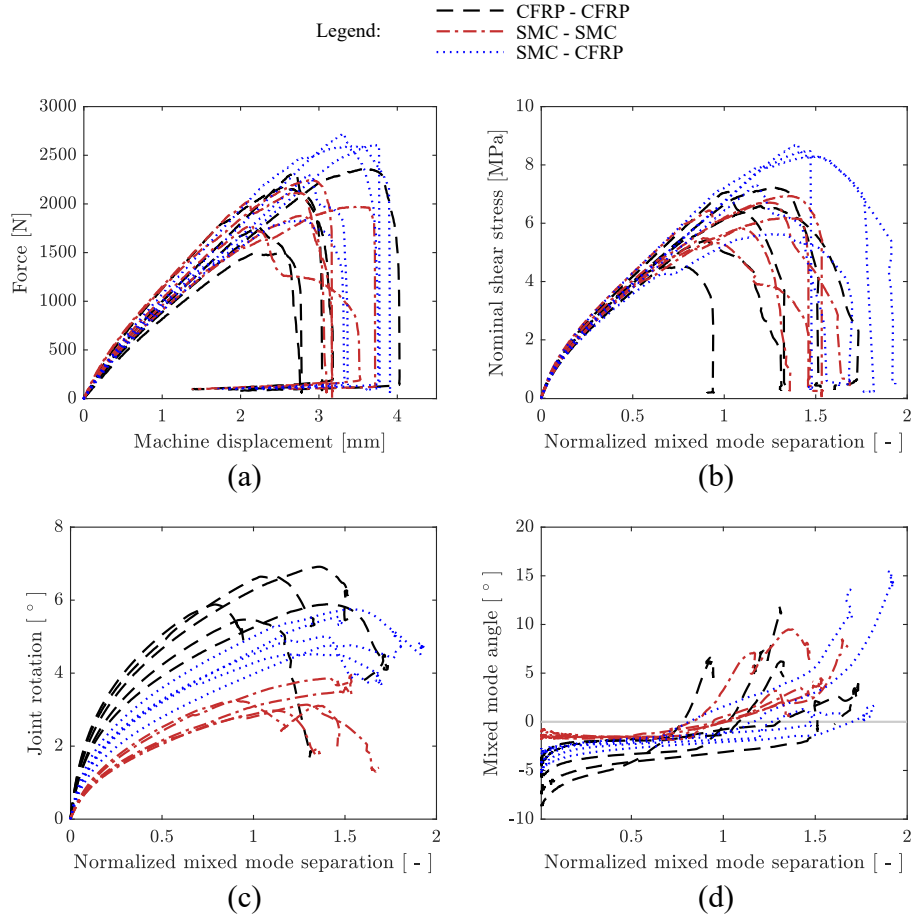 Legend:
CFRP - CFRP
SMC - SMC
SMC - CFRP
3000
2500
2000
1500
1000
500
0
0 1 2 3 4
Force [N]
Machine displacement [mm]
(a)
10
8
6
4
2
0
0 0.5 1 1.5 2
Nominal shear stress [MPa]
Normalized mixed mode separation [ - ]
(b)
8
6
4
2
0
0 0.5 1 1.5 2
Joint rotation [ ° ]
Normalized mixed mode separation [ - ]
(c)
20
15
10
5
0
-5
-10
0.5 1 1.5 2
Mixed mode angle [ ° ]
Normalized mixed mode separation [ - ]
(d)